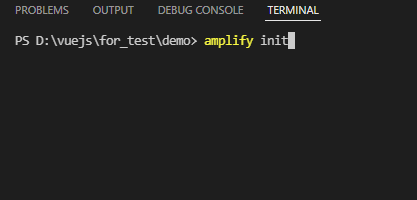 PROBLEMS OUTPUT DEBUG CONSOLE TERMINAL
PS D:\vuejs\for_test\demo> amplify init